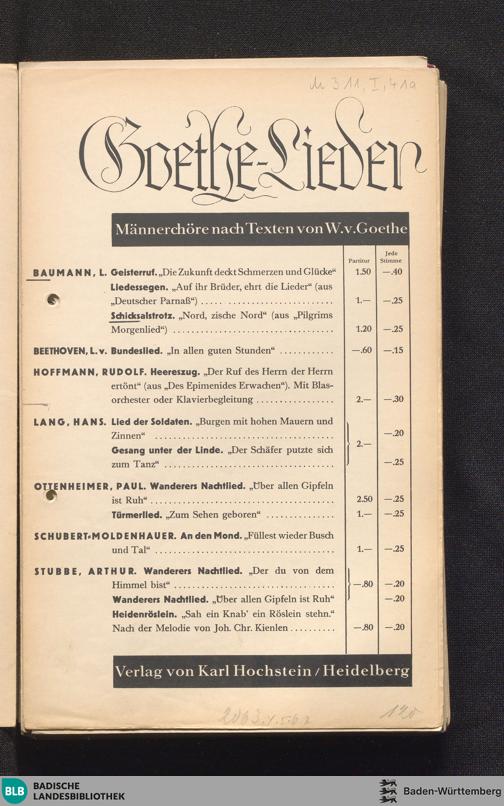 M 311, I, 41a
Goethe-Lieder
Männerchöre nach Texten von W. v. Goethe
Partitur Jede Stimme
BAUMANN, L. Geisterruf. „Die Zukunft deckt Schmerzen und Glücke“ 1.50 —.40
Liedessegen. „Auf ihr Brüder, ehrt die Lieder“ (aus
„Deutscher Parnaß“) 1.— —.25
Schicksalstrotz. „Nord, zische Nord“ (aus „Pilgrims
Morgenlied“) 1.20 —.25
BEETHOVEN, L. v. Bundeslied. „In allen guten Stunden“ —.60 —.15
HOFFMANN, RUDOLF. Heereszug. „Der Ruf des Herrn der Herrn
ertönt“ (aus „Des Epimenides Erwachen“). Mit Blas-
orchester oder Klavierbegleitung 2.— —.30
LANG, HANS. Lied der Soldaten. „Burgen mit hohen Mauern und
Zinnen“ 2.— —.20
Gesang unter der Linde. „Der Schäfer putzte sich
zum Tanz“ —.25
OTTENHEIMER, PAUL. Wanderers Nachtlied. „Über allen Gipfeln
ist Ruh“ 2.50 —.25
Türmerlied. „Zum Sehen geboren“ 1.— —.25
SCHUBERT-MOLDENHAUER. An den Mond. „Füllest wieder Busch
und Tal“ 1.— —.25
STUBBE, ARTHUR. Wanderers Nachtlied. „Der du von dem
Himmel bist“ —.80 —.20
Wanderers Nachtlied. „Über allen Gipfeln ist Ruh“ —.20
Heidenröslein. „Sah ein Knab' ein Röslein stehn.“
Nach der Melodie von Joh. Chr. Kienlen —.80 —.20
Verlag von Karl Hochstein / Heidelberg
BLB BADISCHE
LANDESBIBLIOTHEK
Baden-Württemberg